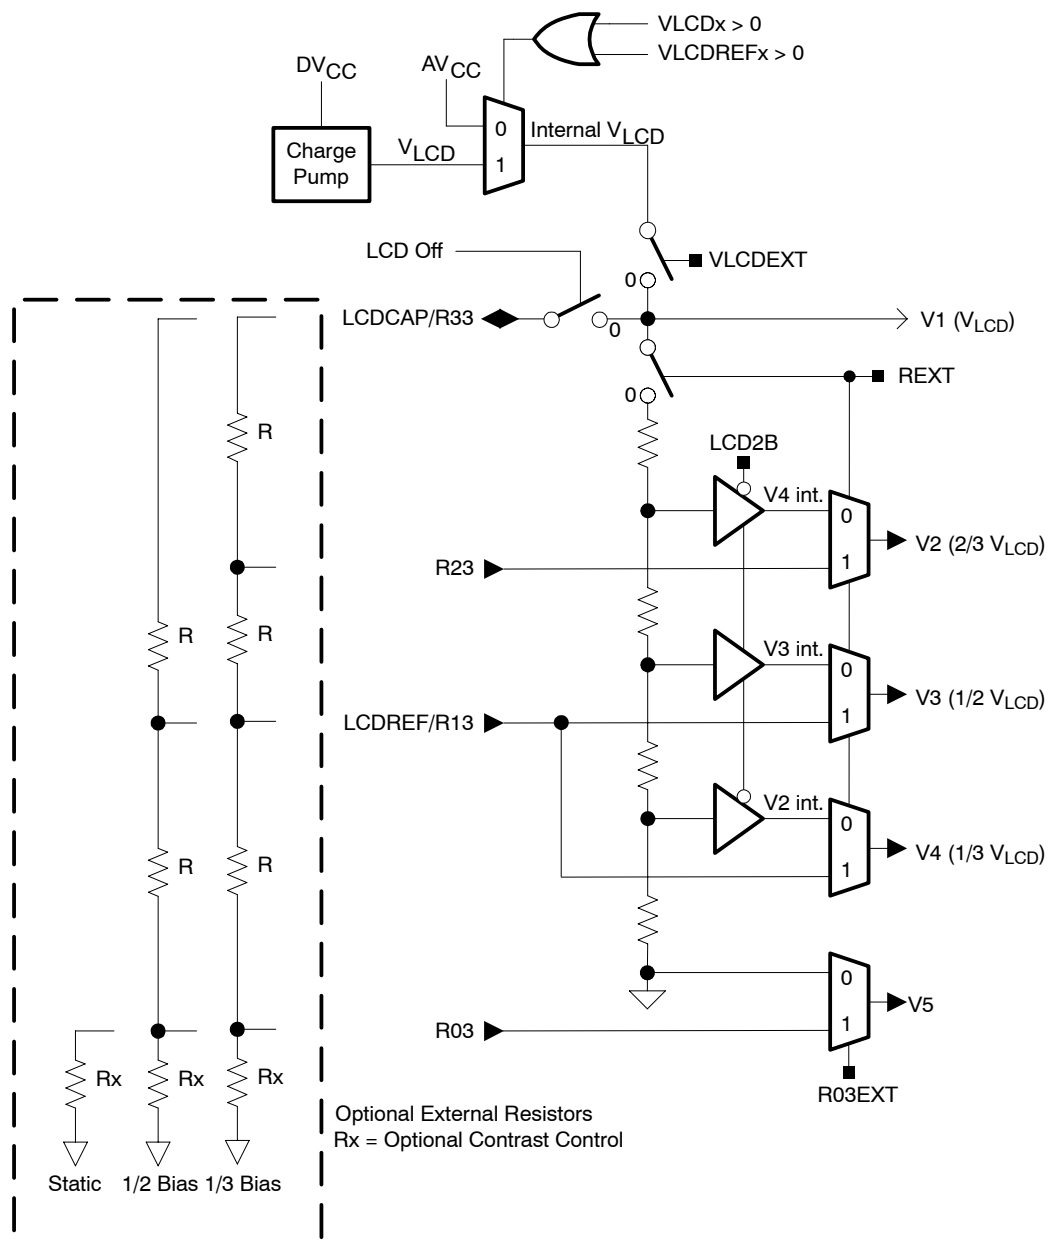 VLCDx > 0
VLCDREFx > 0
DVCC
AVCC
Charge
Pump
VLCD
0
1
Internal VLCD
LCD Off
VLCDEXT
0
LCDCAP/R33
0
V1 (VLCD)
REXT
0
R
LCD2B
V4 int.
0
1
V2 (2/3 VLCD)
R23
R
R
V3 int.
0
1
V3 (1/2 VLCD)
LCDREF/R13
V2 int.
0
1
V4 (1/3 VLCD)
R
R
0
1
V5
R03
R03EXT
Rx
Rx
Rx
Optional External Resistors
Rx = Optional Contrast Control
Static
1/2 Bias
1/3 Bias